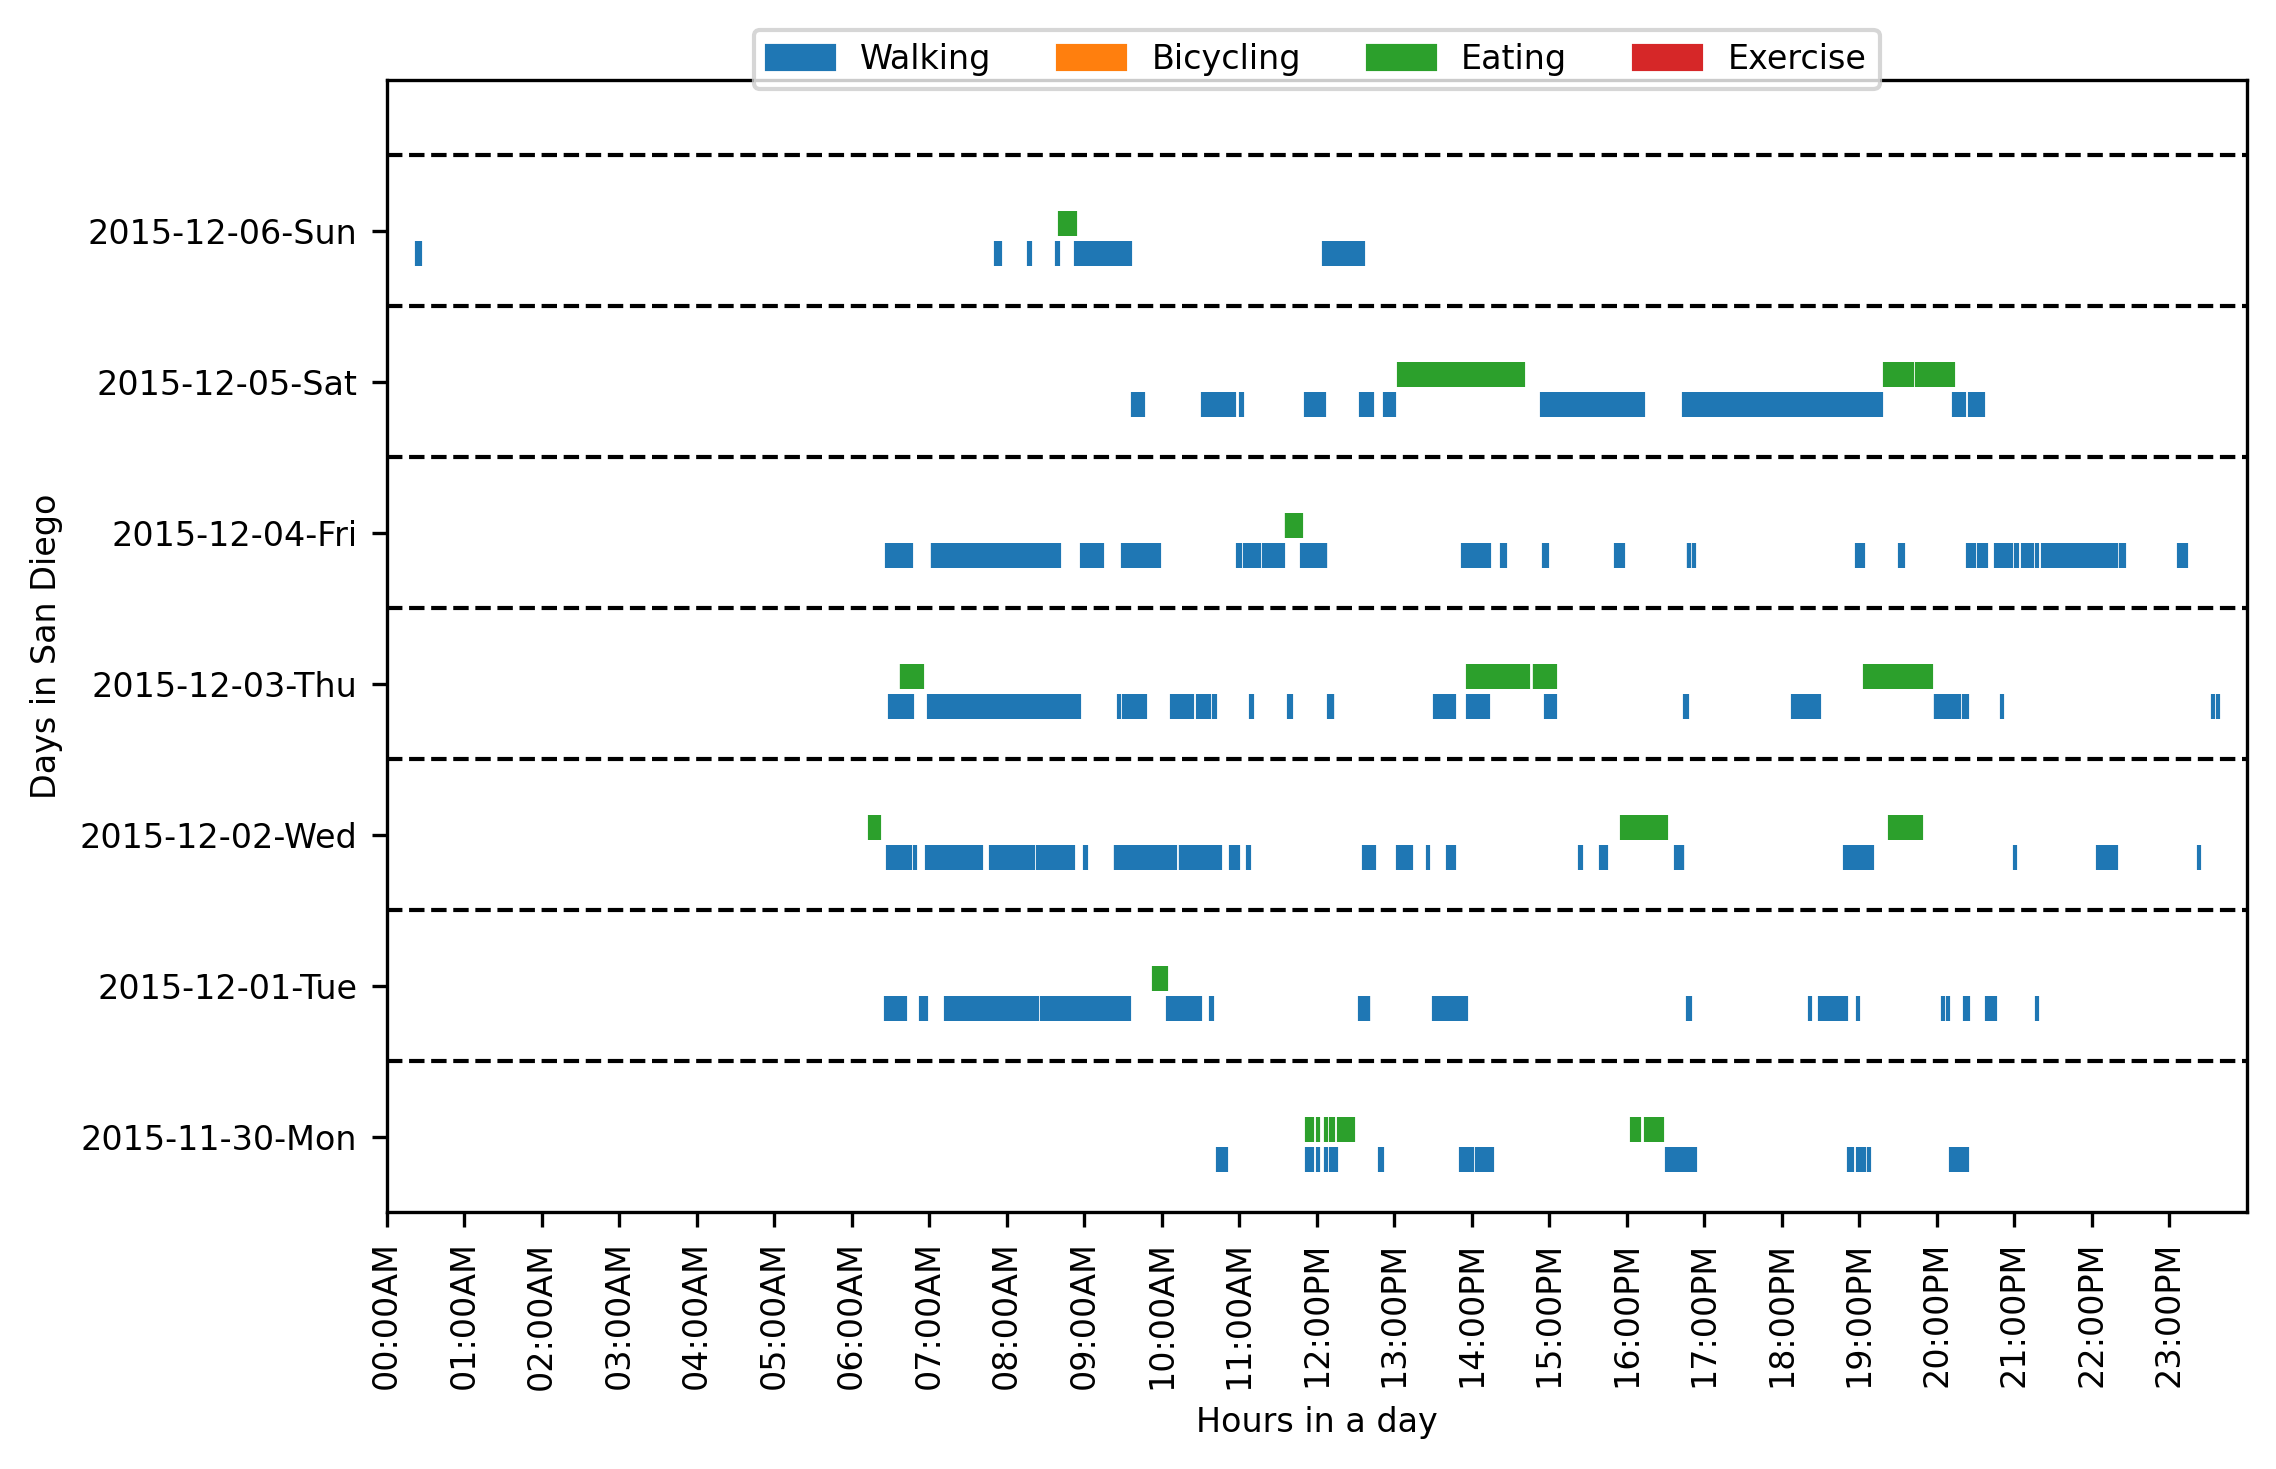 Walking Bicycling Eating Exercise
2015-12-06-Sun
2015-12-05-Sat
2015-12-04-Fri
2015-12-03-Thu
2015-12-02-Wed
2015-12-01-Tue
2015-11-30-Mon
Days in San Diego
00:00AM
01:00AM
02:00AM
03:00AM
04:00AM
05:00AM
06:00AM
07:00AM
08:00AM
09:00AM
10:00AM
11:00AM
12:00PM
13:00PM
14:00PM
15:00PM
16:00PM
17:00PM
18:00PM
19:00PM
20:00PM
21:00PM
22:00PM
23:00PM
Hours in a day